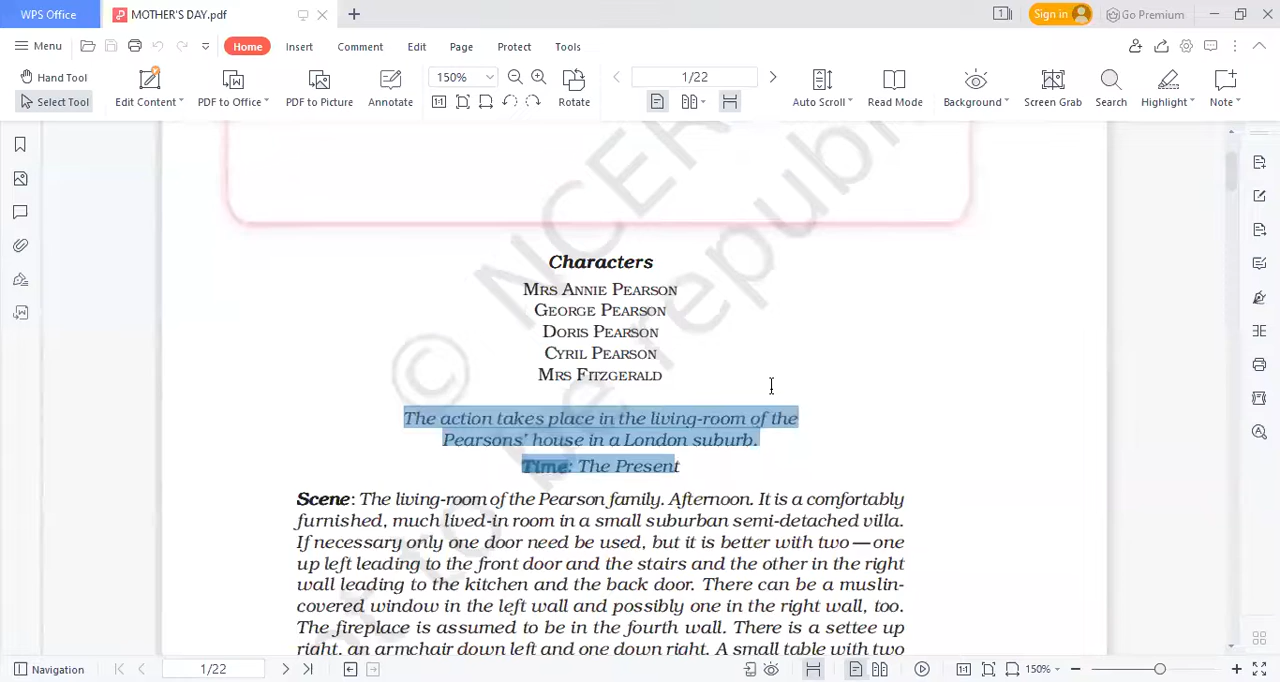 WPS Office
MOTHER'S DAY.pdf
Sign in
Go Premium
Menu
Home
Insert
Comment
Edit
Page
Protect
Tools
Hand Tool
Select Tool
Edit Content
PDF to Office
PDF to Picture
Annotate
150%
Rotate
1/22
Auto Scroll
Read Mode
Background
Screen Grab
Search
Highlight
Note
© NCER
be republi
Characters
MRS ANNIE PEARSON
GEORGE PEARSON
DORIS PEARSON
CYRIL PEARSON
MRS FITZGERALD
The action takes place in the living-room of the
Pearsons' house in a London suburb.
Time: The Present
Scene: The living-room of the Pearson family. Afternoon. It is a comfortably
furnished, much lived-in room in a small suburban semi-detached villa.
If necessary only one door need be used, but it is better with two — one
up left leading to the front door and the stairs and the other in the right
wall leading to the kitchen and the back door. There can be a muslin-
covered window in the left wall and possibly one in the right wall, too.
The fireplace is assumed to be in the fourth wall. There is a settee up
right, an armchair down left and one down right. A small table with two
Navigation
1/22
150%